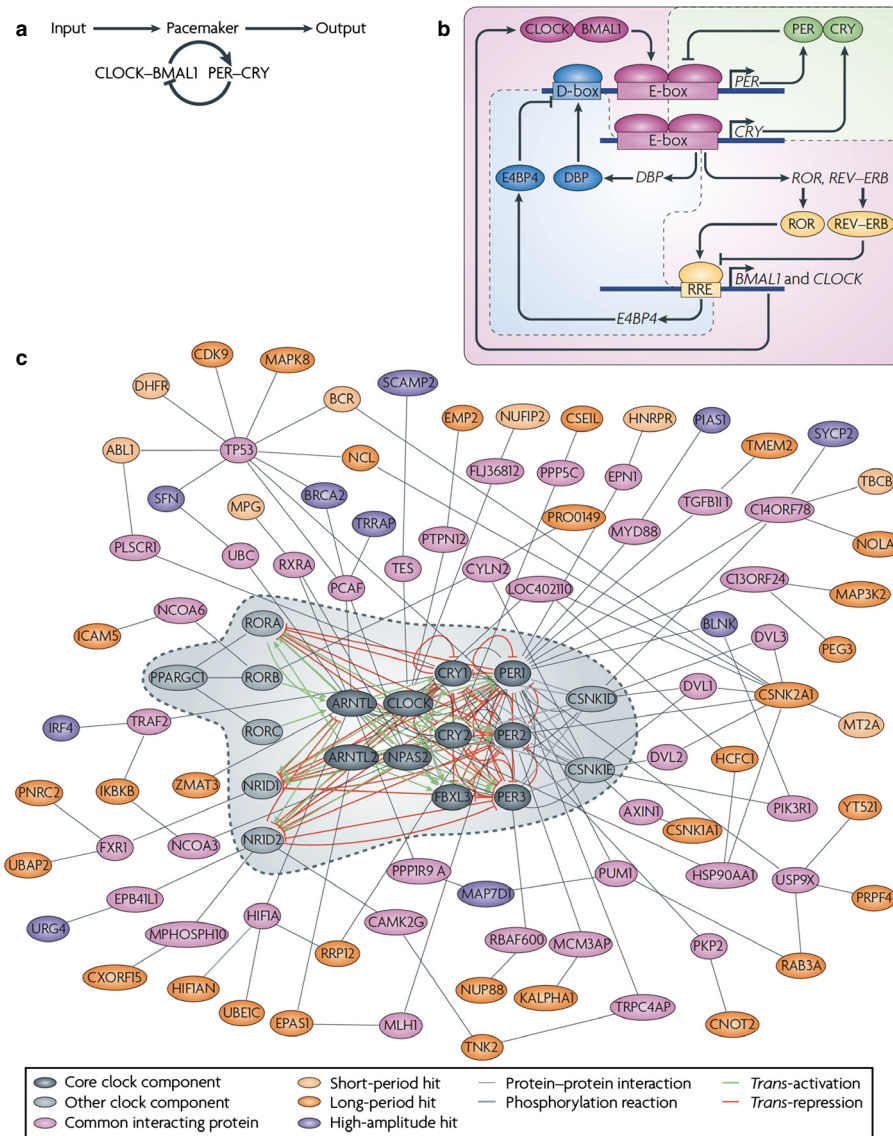 a
Input Pacemaker Output
CLOCK–BMAL1 PER–CRY
b
CLOCK BMAL1 PER CRY
D-box E-box PER
E-box CRY
E4BP4 DBP DBP ROR, REV–ERB
ROR REV–ERB
RRE BMAL1 and CLOCK
E4BP4
c
CDK9 MAPK8 SCAMP2
DHFR BCR
EMP2 NUFIP2 CSE1L HNRPR PIAS1 SYCP2
ABL1 TP53 NCL TMEM2
FLJ36812 PPP5C EPN1 TBCB
SFN BRCA2 TGFB1I1 C14ORF78
MPG TRRAP PRO0149 MYD88 NOLA
PLSCR1 UBC RXRA PTPN12
PCAF TES CYLN2 LOC402110 C13ORF24 MAP3K2
NCOA6 BLNK
ICAM5 RORA DVL3 PEG3
PPARGC1 RORB CRY1 PER1 DVL1 CSNK2A1
ARNTL CLOCK CSNK1D
IRF4 TRAF2 RORC CRY2 PER2 MT2A
ARNTL2 NPAS2 CSNK1E DVL2 HCFC1
PNRC2 IKBKB ZMAT3 NR1D1 FBXL3 PER3 PIK3R1 YT521
AXIN1 CSNK1A1
UBAP2 FXR1 NCOA3 NR1D2
PPP1R9 A PUM1 HSP90AA1 USP9X
EPB41L1 MAP7D1 PRPF4
URG4 MPHOSPH10 HIF1A CAMK2G RBAF600 MCM3AP PKP2
CXORF15 HIF1AN RRP12 NUP88 KALPHA1 RAB3A
UBE1C EPAS1 MLH1 TRPC4AP CNOT2
TNK2
Core clock component Short-period hit Protein–protein interaction Trans-activation
Other clock component Long-period hit Phosphorylation reaction Trans-repression
Common interacting protein High-amplitude hit